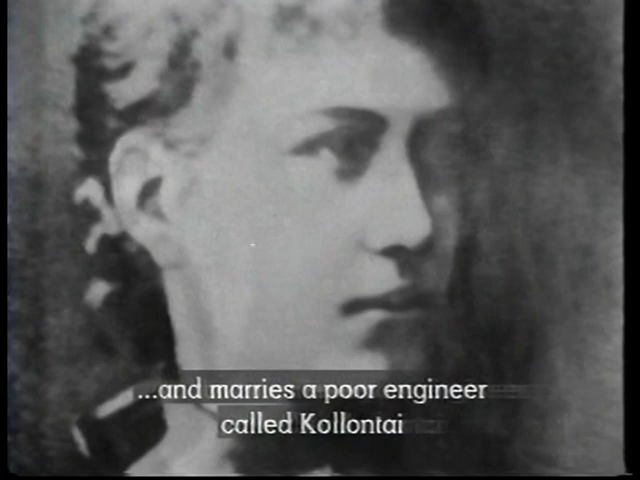 ...and marries a poor engineer
called Kollontai